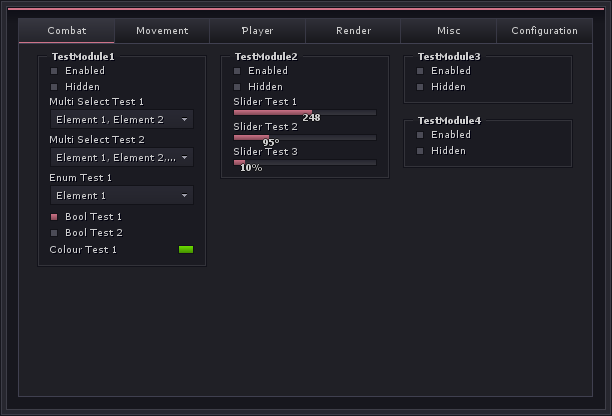 Combat Movement Player Render Misc Configuration
TestModule1
Enabled
Hidden
Multi Select Test 1
Element 1, Element 2
Multi Select Test 2
Element 1, Element 2,...
Enum Test 1
Element 1
Bool Test 1
Bool Test 2
Colour Test 1
TestModule2
Enabled
Hidden
Slider Test 1
248
Slider Test 2
95°
Slider Test 3
10%
TestModule3
Enabled
Hidden
TestModule4
Enabled
Hidden